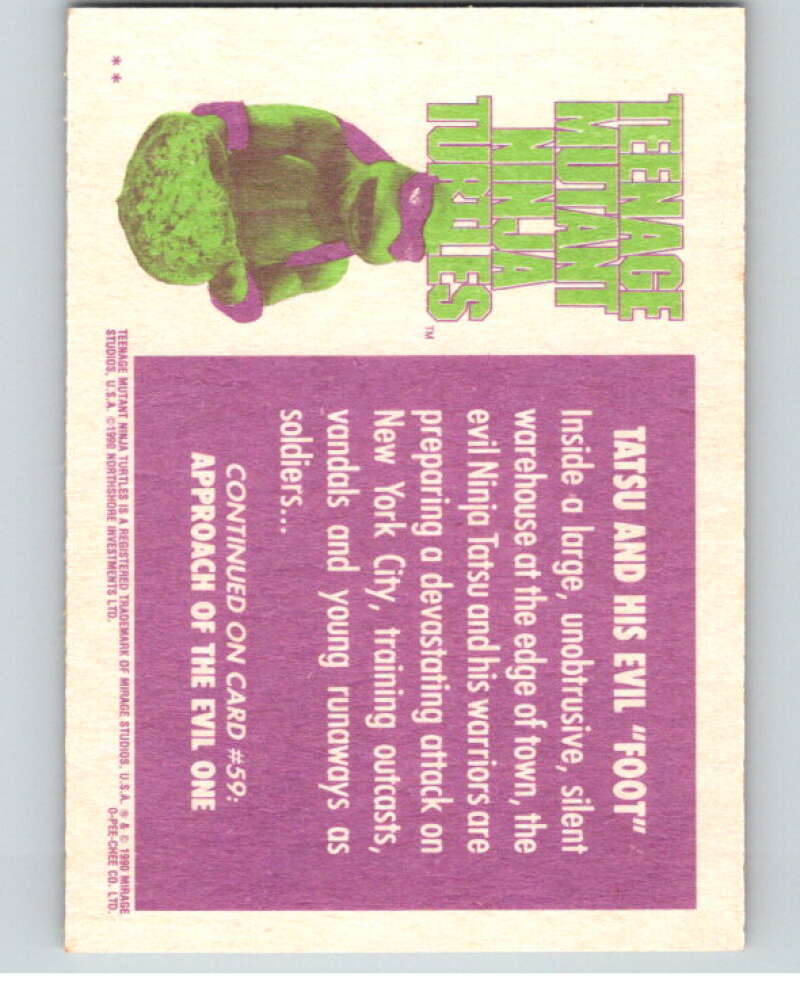 TEENAGE
MUTANT
NINJA
TURTLES™
TATSU AND HIS EVIL "FOOT"
Inside a large, unobtrusive, silent
warehouse at the edge of town, the
evil Ninja Tatsu and his warriors are
preparing a devastating attack on
New York City, training outcasts,
vandals and young runaways as
soldiers...
CONTINUED ON CARD #59:
APPROACH OF THE EVIL ONE
* *
TEENAGE MUTANT NINJA TURTLES IS A REGISTERED TRADEMARK OF MIRAGE STUDIOS, U.S.A. ® & © 1990 MIRAGE
STUDIOS, U.S.A. ©1990 NORTHSHORE INVESTMENTS LTD. O-PEE-CHEE CO. LTD.